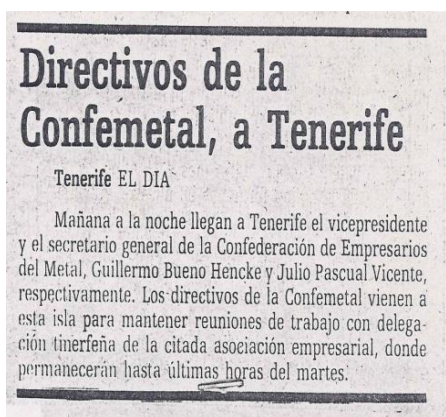 Directivos de la
Confemetal, a Tenerife
Tenerife EL DIA
Mañana a la noche llegan a Tenerife el vicepresidente
y el secretario general de la Confederación de Empresarios
del Metal, Guillermo Bueno Hencke y Julio Pascual Vicente,
respectivamente. Los directivos de la Confemetal vienen a
esta isla para mantener reuniones de trabajo con delega-
ción tinerfeña de la citada asociación empresarial, donde
permanecerán hasta últimas horas del martes.